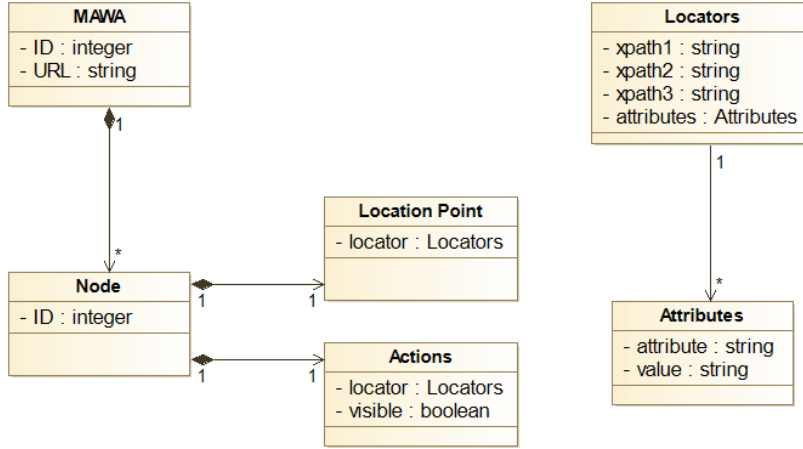 MAWA
- ID : integer
- URL : string
1
*
Node
- ID : integer
1
1
Location Point
- locator : Locators
1
1
Actions
- locator : Locators
- visible : boolean
Locators
- xpath1 : string
- xpath2 : string
- xpath3 : string
- attributes : Attributes
1
*
Attributes
- attribute : string
- value : string